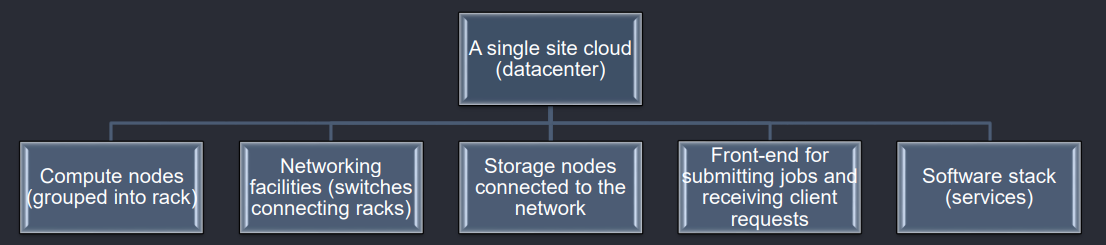 A single site cloud
(datacenter)
Compute nodes
(grouped into rack)
Networking
facilities (switches
connecting racks)
Storage nodes
connected to the
network
Front-end for
submitting jobs and
receiving client
requests
Software stack
(services)